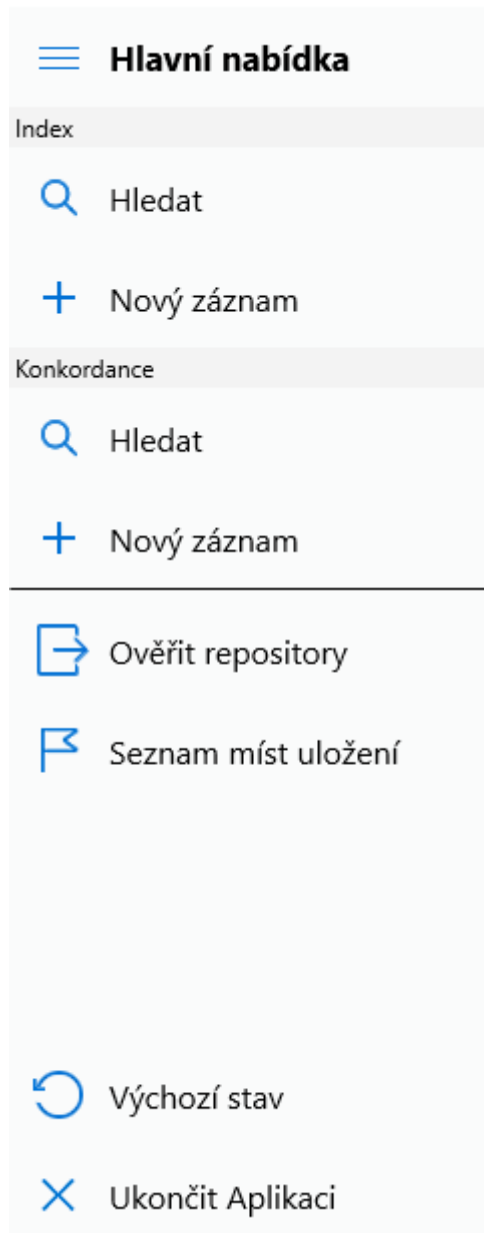 Hlavní nabídka
Index
Hledat
Nový záznam
Konkordance
Hledat
Nový záznam
Ověřit repository
Seznam míst uložení
Výchozí stav
Ukončit Aplikaci